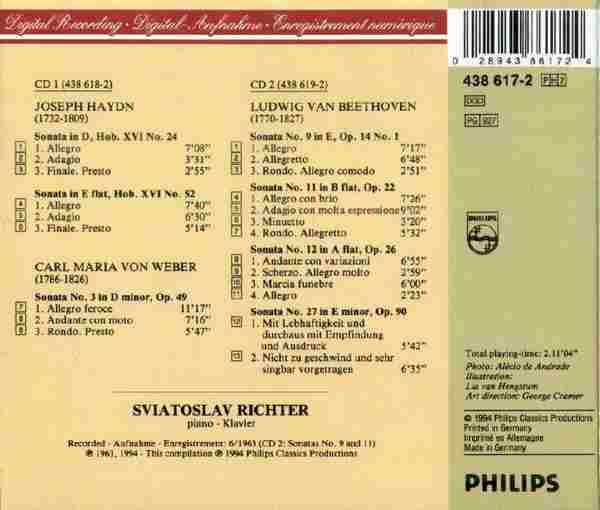 Digital Recording · Digital-Aufnahme · Enregistrement numérique
CD 1 (438 618-2)
JOSEPH HAYDN
(1732-1809)
Sonata in D, Hob. XVI No. 24
1 1. Allegro 7'08"
2 2. Adagio 3'31"
3 3. Finale. Presto 2'55"
Sonata in E flat, Hob. XVI No. 52
4 1. Allegro 7'40"
5 2. Adagio 6'30"
6 3. Finale. Presto 5'14"
CARL MARIA VON WEBER
(1786-1826)
Sonata No. 3 in D minor, Op. 49
7 1. Allegro feroce 11'17"
8 2. Andante con moto 7'16"
9 3. Rondo. Presto 5'47"
CD 2 (438 619-2)
LUDWIG VAN BEETHOVEN
(1770-1827)
Sonata No. 9 in E, Op. 14 No. 1
1 1. Allegro 7'17"
2 2. Allegretto 6'48"
3 3. Rondo. Allegro comodo 2'51"
Sonata No. 11 in B flat, Op. 22
4 1. Allegro con brio 7'26"
5 2. Adagio con molta espressione 9'02"
6 3. Minuetto 3'20"
7 4. Rondo. Allegretto 5'32"
Sonata No. 12 in A flat, Op. 26
8 1. Andante con variazioni 6'55"
9 2. Scherzo. Allegro molto 2'59"
10 3. Marcia funebre 6'00"
11 4. Allegro 2'23"
Sonata No. 27 in E minor, Op. 90
12 1. Mit Lebhaftigkeit und
durchaus mit Empfindung
und Ausdruck 5'42"
13 2. Nicht zu geschwind und sehr
singbar vorgetragen 6'35"
SVIATOSLAV RICHTER
piano - Klavier
Recorded - Aufnahme - Enregistrement: 6/1963 (CD 2: Sonatas No. 9 and 11)
℗ 1963, 1994 - This compilation ℗ 1994 Philips Classics Productions
0 28943 86172 4
438 617-2 PH 2
DDD
PG 927
PHILIPS
Total playing-time: 2.11'04"
Photo: Alécio de Andrade
Illustration:
Lia van Hengstum
Art direction: George Cramer
© 1994 Philips Classics Productions
Printed in Germany
Imprimé en Allemagne
Made in Germany
PHILIPS